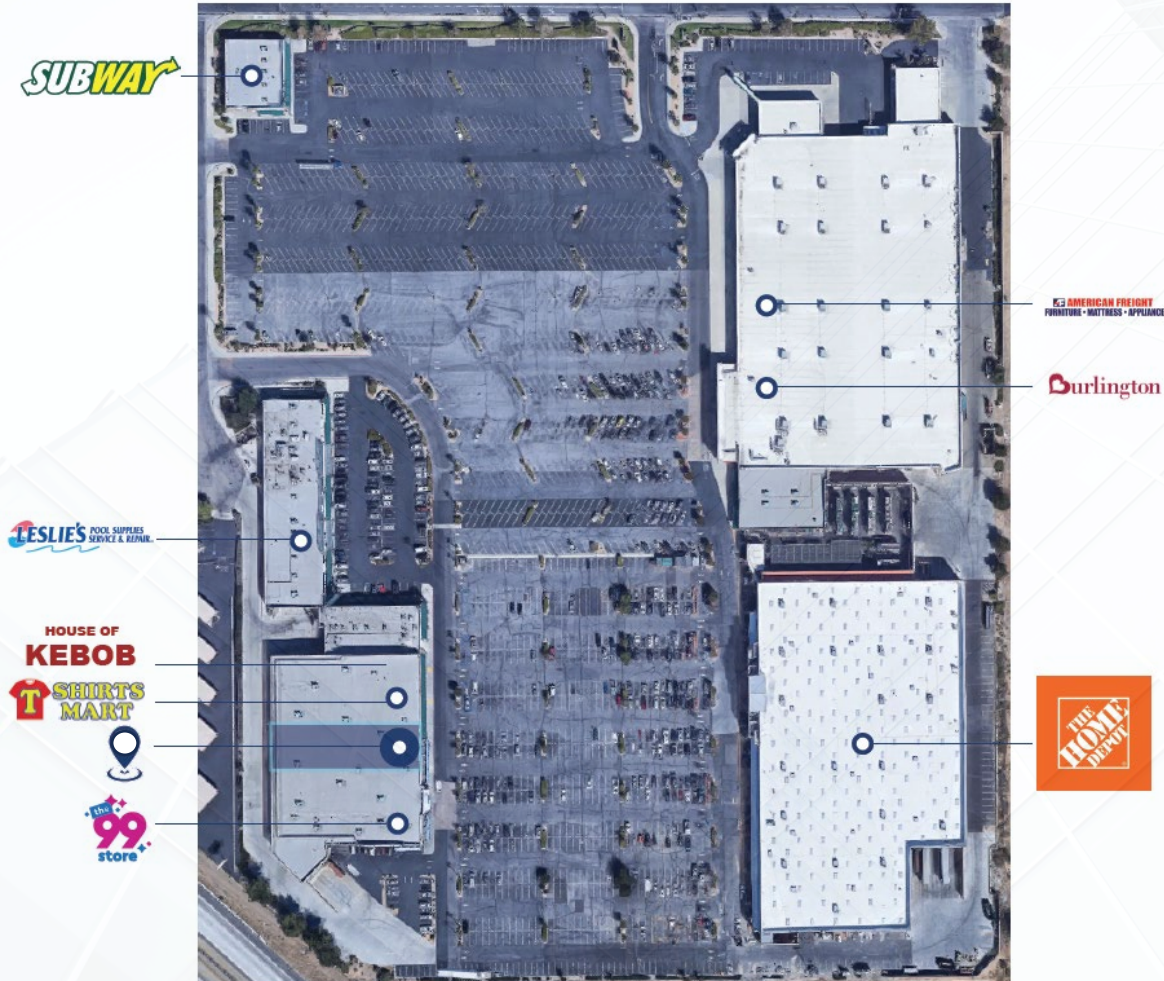 SUBWAY
AF AMERICAN FREIGHT
FURNITURE • MATTRESS • APPLIANCE
Burlington
LESLIE'S POOL SUPPLIES
SERVICE & REPAIR
HOUSE OF
KEBOB
T SHIRTS
MART
the
99
store
THE
HOME
DEPOT